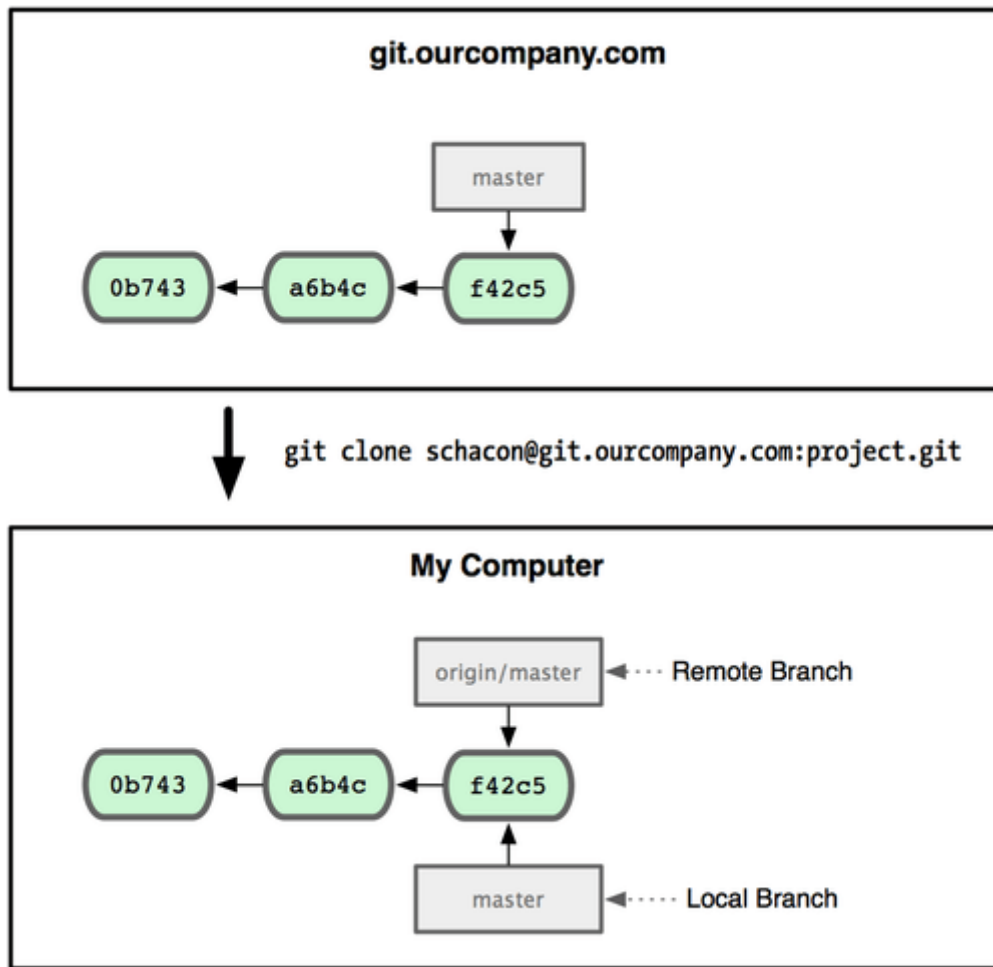 git.ourcompany.com
master
0b743 a6b4c f42c5
git clone schacon@git.ourcompany.com:project.git
My Computer
origin/master Remote Branch
0b743 a6b4c f42c5
master Local Branch